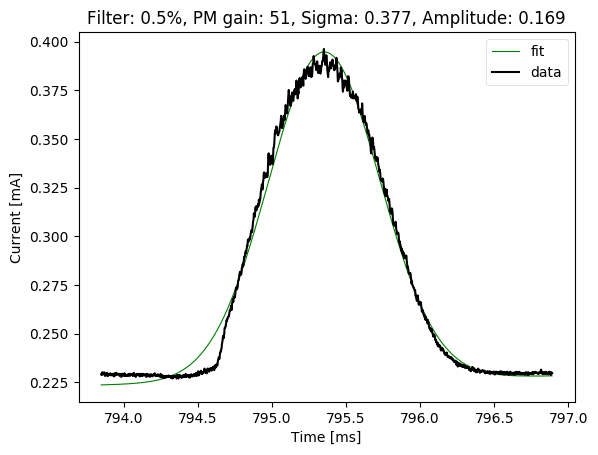 Filter: 0.5%, PM gain: 51, Sigma: 0.377, Amplitude: 0.169
fit
data
0.400
0.375
0.350
0.325
0.300
0.275
0.250
0.225
Current [mA]
794.0 794.5 795.0 795.5 796.0 796.5 797.0
Time [ms]